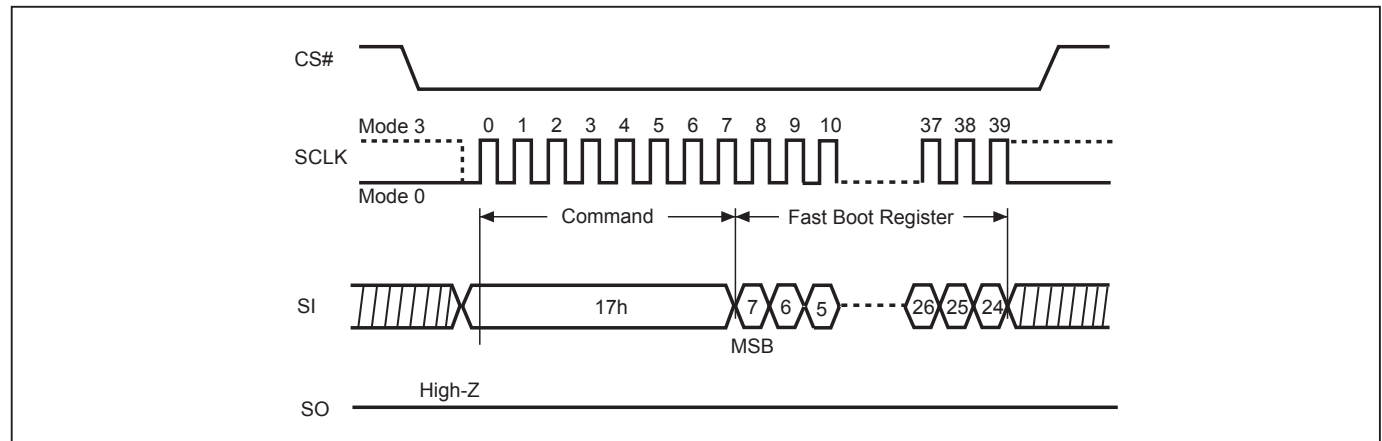 CS#
Mode 3 0 1 2 3 4 5 6 7 8 9 10 37 38 39
SCLK
Mode 0
Command Fast Boot Register
SI 17h 7 6 5 26 25 24
MSB
High-Z
SO